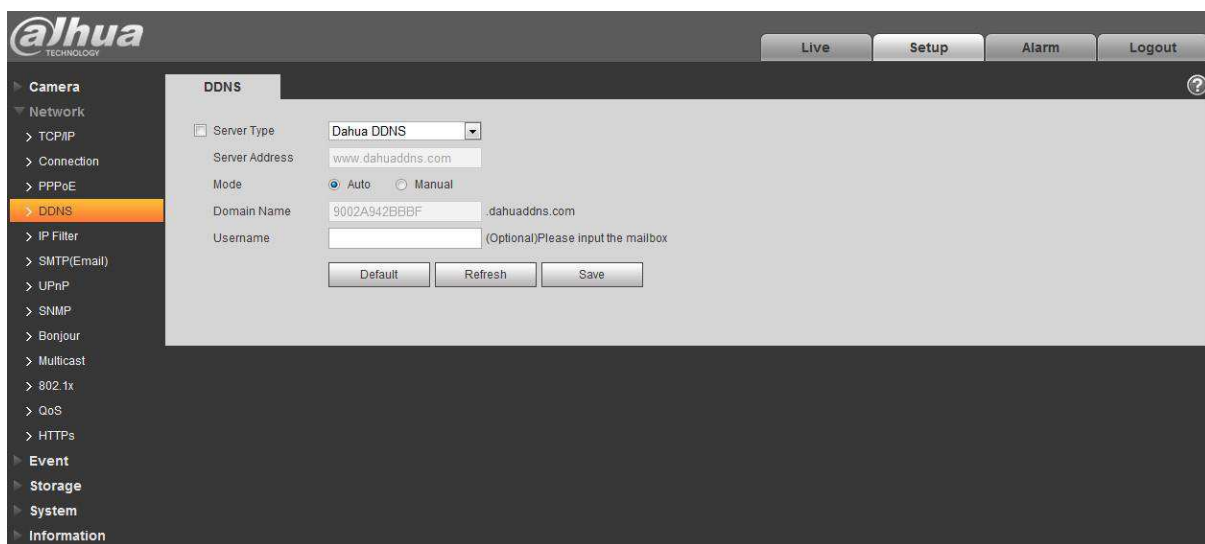 alhua
TECHNOLOGY
Live Setup Alarm Logout
Camera
Network
> TCP/IP
> Connection
> PPPoE
> DDNS
> IP Filter
> SMTP(Email)
> UPnP
> SNMP
> Bonjour
> Multicast
> 802.1x
> QoS
> HTTPs
Event
Storage
System
Information
DDNS
?
Server Type Dahua DDNS
Server Address www.dahuaddns.com
Mode Auto Manual
Domain Name 9002A942BBBF .dahuaddns.com
Username (Optional)Please input the mailbox
Default Refresh Save